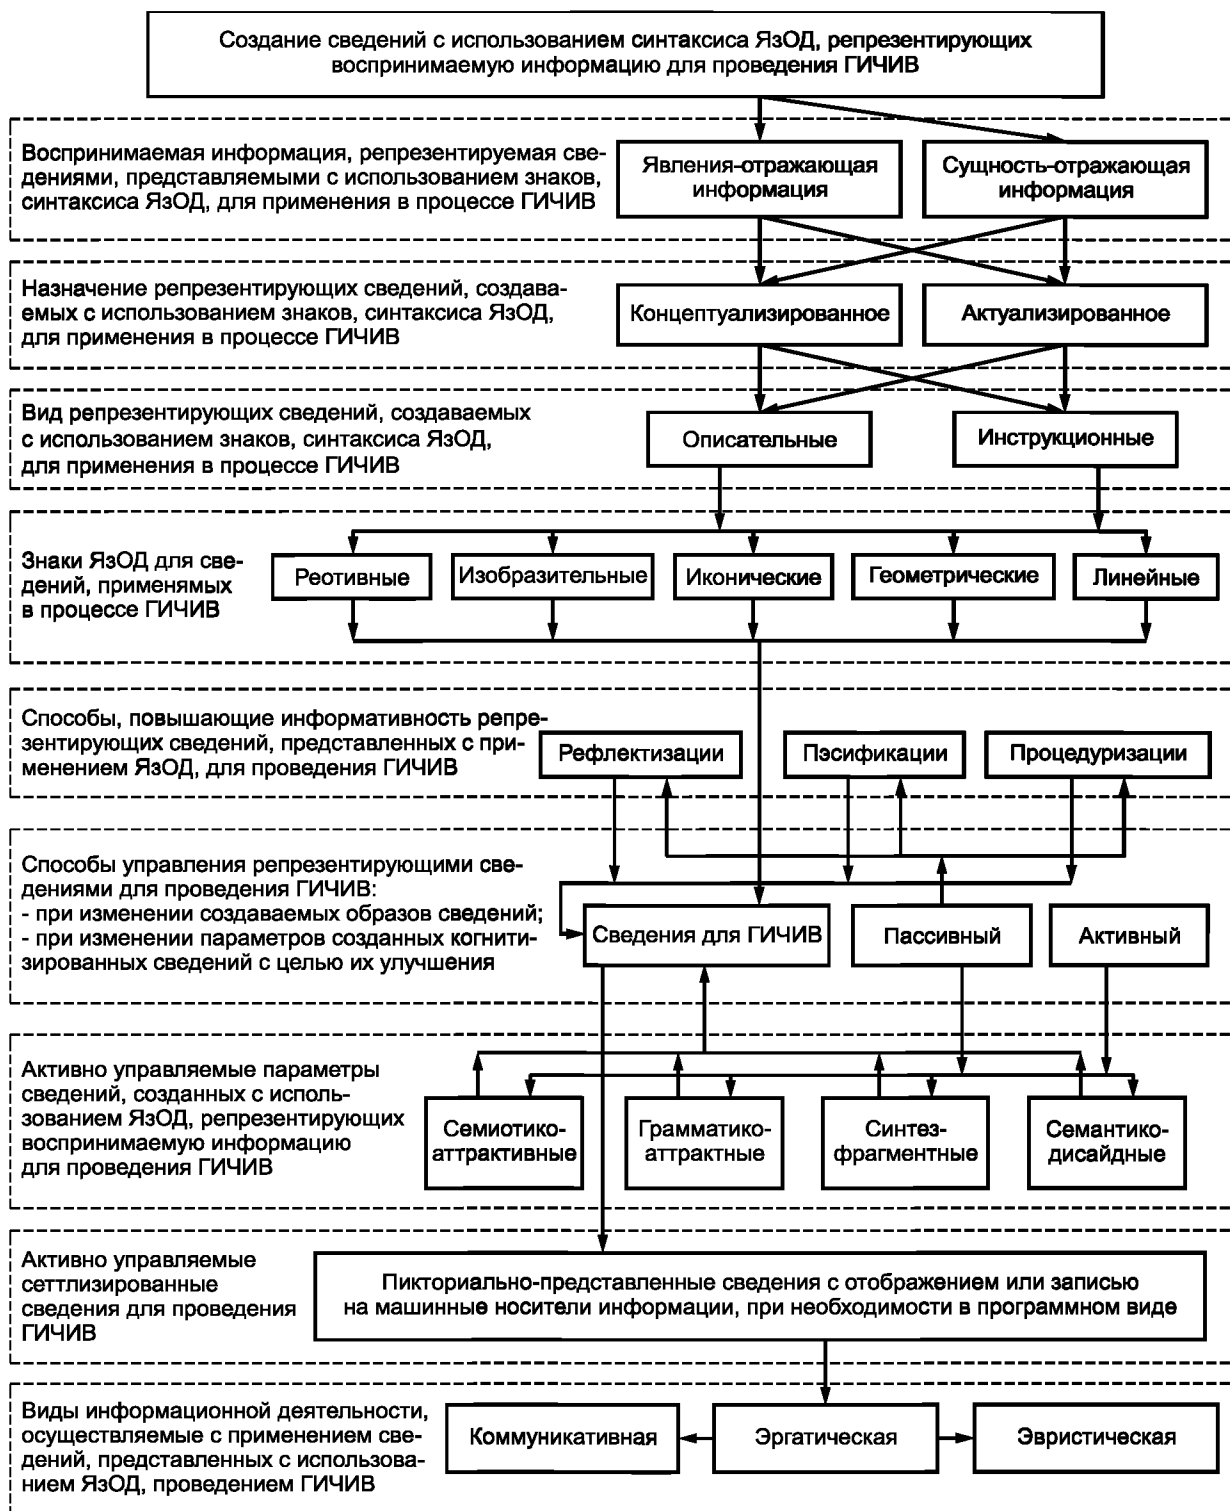 Создание сведений с использованием синтаксиса ЯзОД, репрезентирующих
воспринимаемую информацию для проведения ГИЧИВ
Воспринимаемая информация, репрезентируемая све-
дениями, представляемыми с использованием знаков,
синтаксиса ЯзОД, для применения в процессе ГИЧИВ
Явления-отражающая
информация
Сущность-отражающая
информация
Назначение репрезентирующих сведений, создава-
емых с использованием знаков, синтаксиса ЯзОД,
для применения в процессе ГИЧИВ
Концептуализированное
Актуализированное
Вид репрезентирующих сведений, создаваемых
с использованием знаков, синтаксиса ЯзОД,
для применения в процессе ГИЧИВ
Описательные
Инструкционные
Знаки ЯзОД для све-
дений, применямых
в процессе ГИЧИВ
Реотивные
Изобразительные
Иконические
Геометрические
Линейные
Способы, повышающие информативность репре-
зентирующих сведений, представленных с при-
менением ЯзОД, для проведения ГИЧИВ
Рефлектизации
Пэсификации
Процедуризации
Способы управления репрезентирующими све-
дениями для проведения ГИЧИВ:
- при изменении создаваемых образов сведений;
- при изменении параметров созданных когнити-
зированных сведений с целью их улучшения
Сведения для ГИЧИВ
Пассивный
Активный
Активно управляемые параметры
сведений, созданных с исполь-
зованием ЯзОД, репрезентирующих
воспринимаемую информацию
для проведения ГИЧИВ
Семиотико-
аттрактивные
Грамматико-
аттрактные
Синтез-
фрагментные
Семантико-
дисайдные
Активно управляемые
сеттлизированные
сведения для проведения
ГИЧИВ
Пикториально-представленные сведения с отображением или записью
на машинные носители информации, при необходимости в программном виде
Виды информационной деятельности,
осуществляемые с применением све-
дений, представленных с использова-
нием ЯзОД, проведением ГИЧИВ
Коммуникативная
Эргатическая
Эвристическая